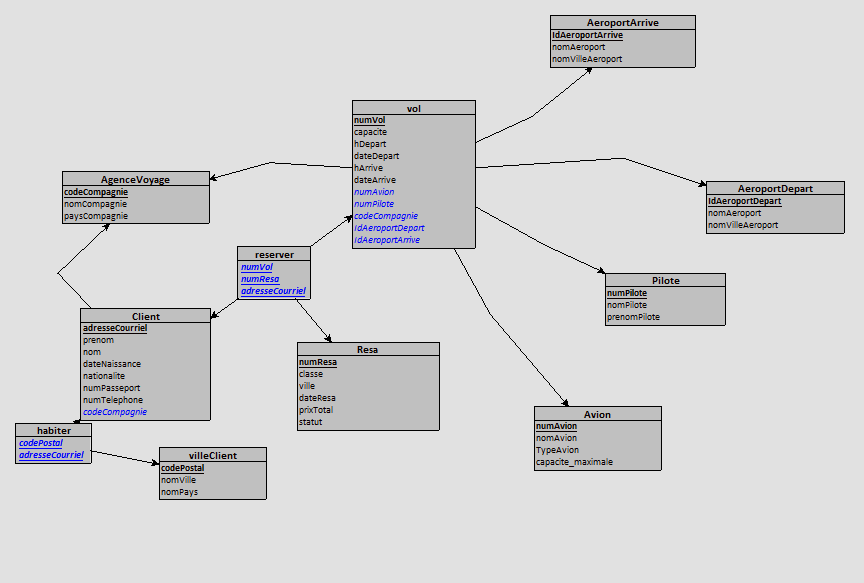 AeroportArrive
IdAeroportArrive
nomAeroport
nomVilleAeroport
vol
numVol
capacite
hDepart
dateDepart
hArrive
dateArrive
numAvion
numPilote
codeCompagnie
IdAeroportDepart
IdAeroportArrive
AgenceVoyage
codeCompagnie
nomCompagnie
paysCompagnie
AeroportDepart
IdAeroportDepart
nomAeroport
nomVilleAeroport
reserver
numVol
numResa
adresseCourriel
Pilote
numPilote
nomPilote
prenomPilote
Client
adresseCourriel
prenom
nom
dateNaissance
nationalite
numPasseport
numTelephone
codeCompagnie
Resa
numResa
classe
ville
dateResa
prixTotal
statut
Avion
numAvion
nomAvion
TypeAvion
capacite_maximale
habiter
codePostal
adresseCourriel
villeClient
codePostal
nomVille
nomPays